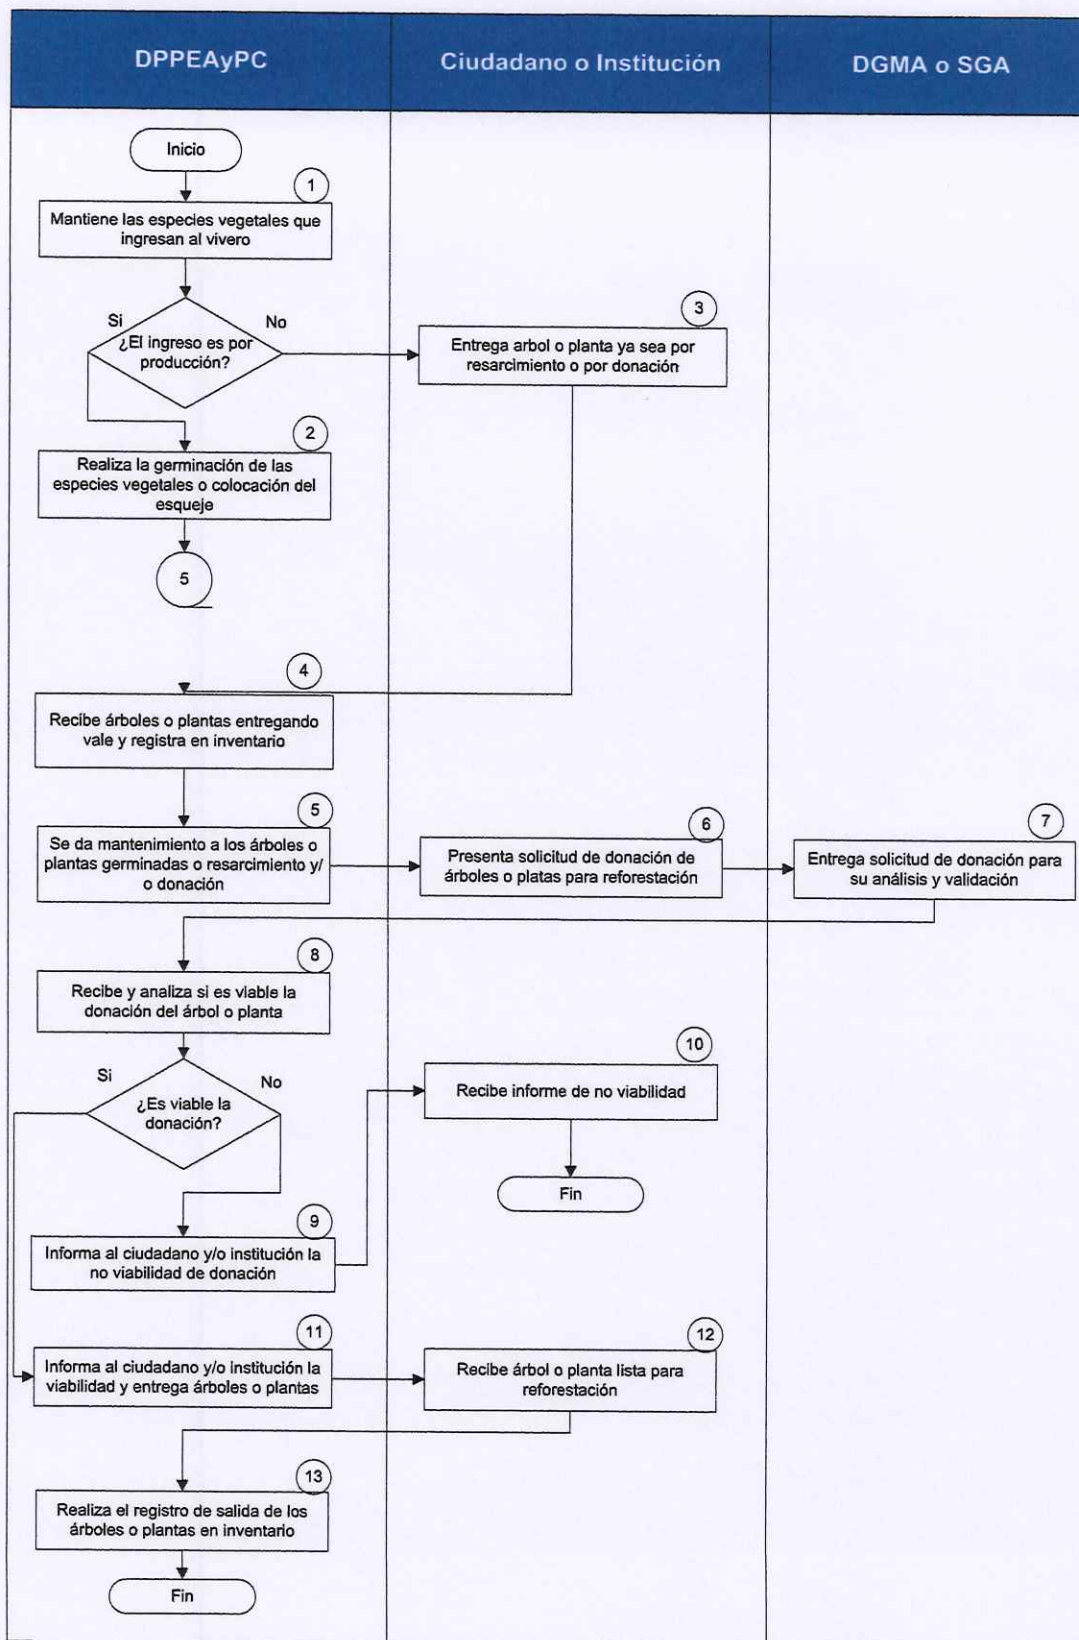 DPPEAyPC
Ciudadano o Institución
DGMA o SGA
Inicio
1
Mantiene las especies vegetales que
ingresan al vivero
Si
No
¿El ingreso es por
producción?
3
Entrega arbol o planta ya sea por
resarcimiento o por donación
2
Realiza la germinación de las
especies vegetales o colocación del
esqueje
5
4
Recibe árboles o plantas entregando
vale y registra en inventario
5
Se da mantenimiento a los árboles o
plantas germinadas o resarcimiento y/
o donación
6
Presenta solicitud de donación de
árboles o platas para reforestación
7
Entrega solicitud de donación para
su análisis y validación
8
Recibe y analiza si es viable la
donación del árbol o planta
Si
No
¿Es viable la
donación?
10
Recibe informe de no viabilidad
Fin
9
Informa al ciudadano y/o institución la
no viabilidad de donación
11
Informa al ciudadano y/o institución la
viabilidad y entrega árboles o plantas
12
Recibe árbol o planta lista para
reforestación
13
Realiza el registro de salida de los
árboles o plantas en inventario
Fin